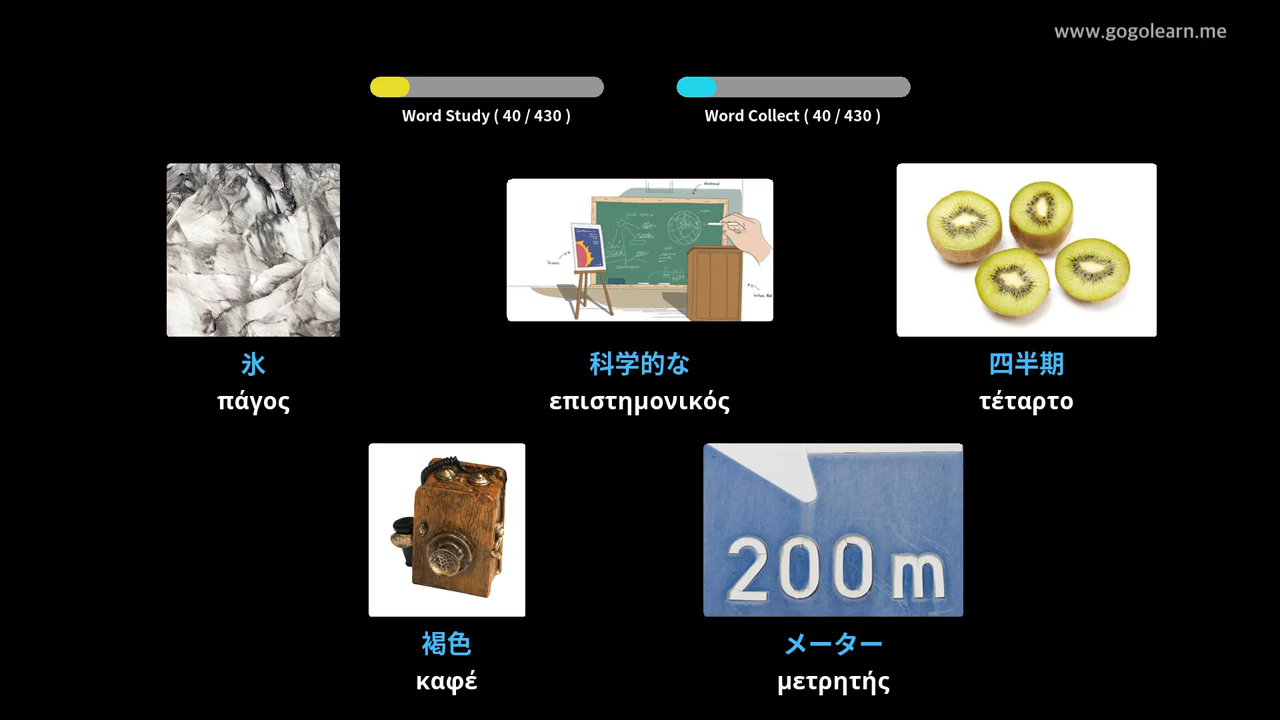 www.gogolearn.me
Word Study ( 40 / 430 )
Word Collect ( 40 / 430 )
氷
πάγος
科学的な
επιστημονικός
四半期
τέταρτο
200m
褐色
καφέ
メーター
μετρητής